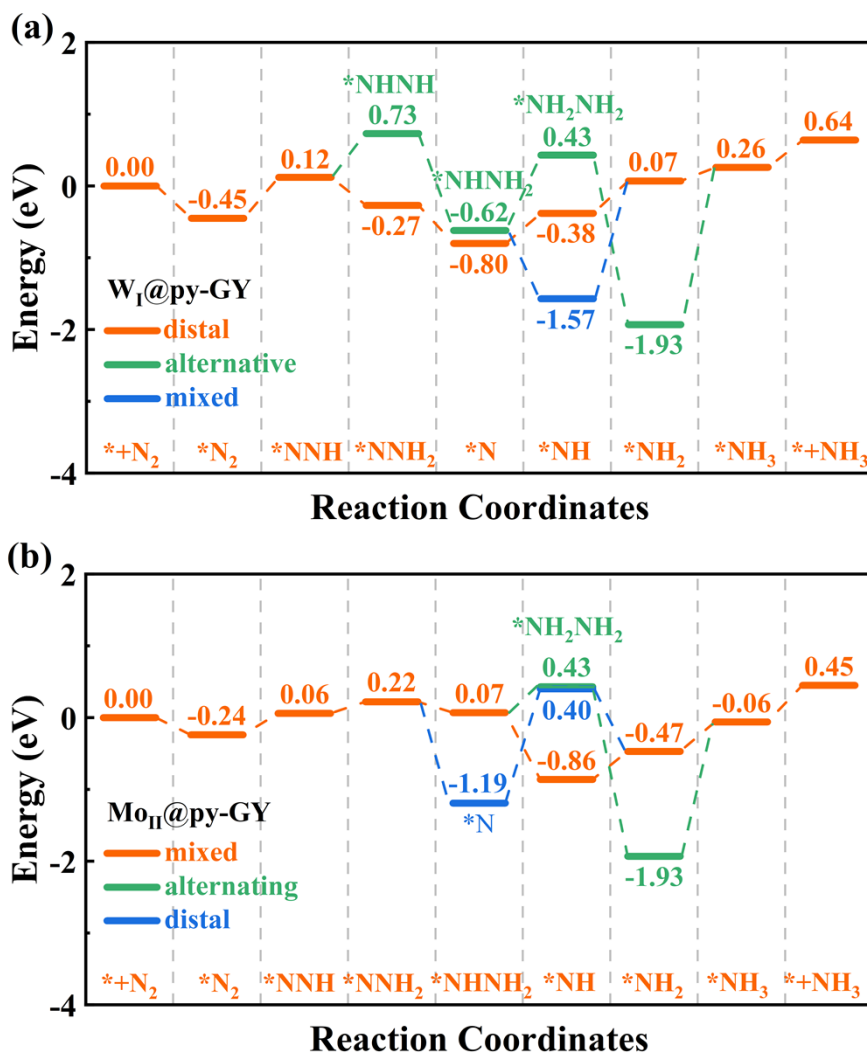 (a)
2
0
-2
-4
Energy (eV)
0.00
-0.45
0.12
*NHNH
0.73
-0.27
*NHNH₂
-0.62
-0.80
*NH₂NH₂
0.43
-0.38
-1.57
0.07
-1.93
0.26
0.64
W_I@py-GY
distal
alternative
mixed
*+N₂ *N₂ *NNH *NNH₂ *N *NH *NH₂ *NH₃ *+NH₃
Reaction Coordinates
(b)
2
0
-2
-4
Energy (eV)
0.00
-0.24
0.06
0.22
0.07
-1.19
*N
*NH₂NH₂
0.43
0.40
-0.86
-0.47
-1.93
-0.06
0.45
Mo_II@py-GY
mixed
alternating
distal
*+N₂ *N₂ *NNH *NNH₂ *NHNH₂ *NH *NH₂ *NH₃ *+NH₃
Reaction Coordinates